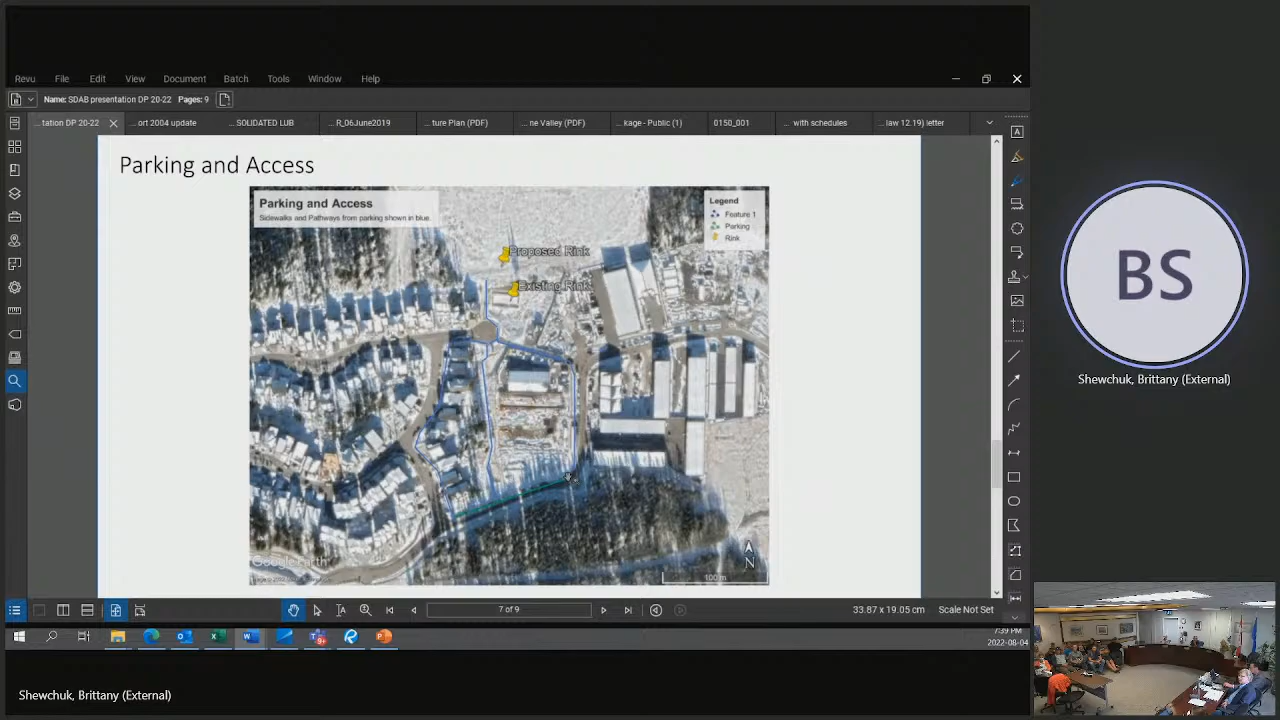 Revu File Edit View Document Batch Tools Window Help
Name: SDAB presentation DP 20-22 Pages: 9
...tation DP 20-22 ...ort 2004 update ...SOLIDATED LUB ...R_06June2019 ...ture Plan (PDF) ...ne Valley (PDF) ...kage - Public (1) 0150_001 ... with schedules ...law 12.19) letter
Parking and Access
Parking and Access
Sidewalks and Pathways from parking shown in blue.
Legend
Feature 1
Parking
Rink
Proposed Rink
Existing Rink
Google Earth
N
100 m
7 of 9
33.87 x 19.05 cm Scale Not Set
7:39 PM
2022-08-04
BS
Shewchuk, Brittany (External)
Shewchuk, Brittany (External)